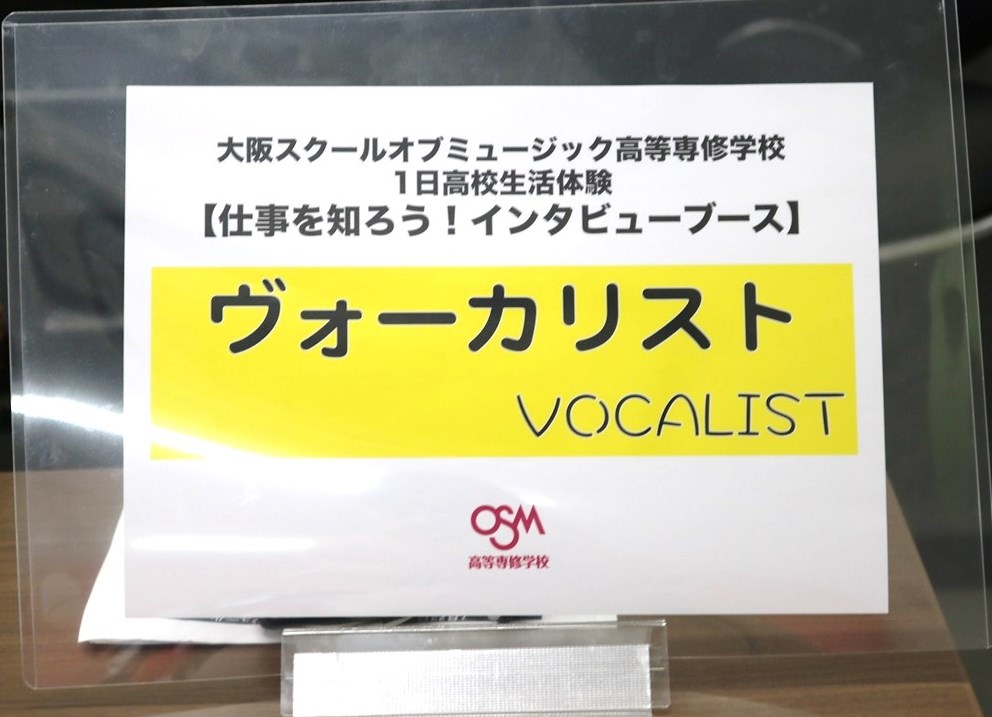 大阪スクールオブミュージック高等専修学校
1日高校生活体験
【仕事を知ろう！インタビューブース】
ヴォーカリスト
VOCALIST
OSM
高等専修学校